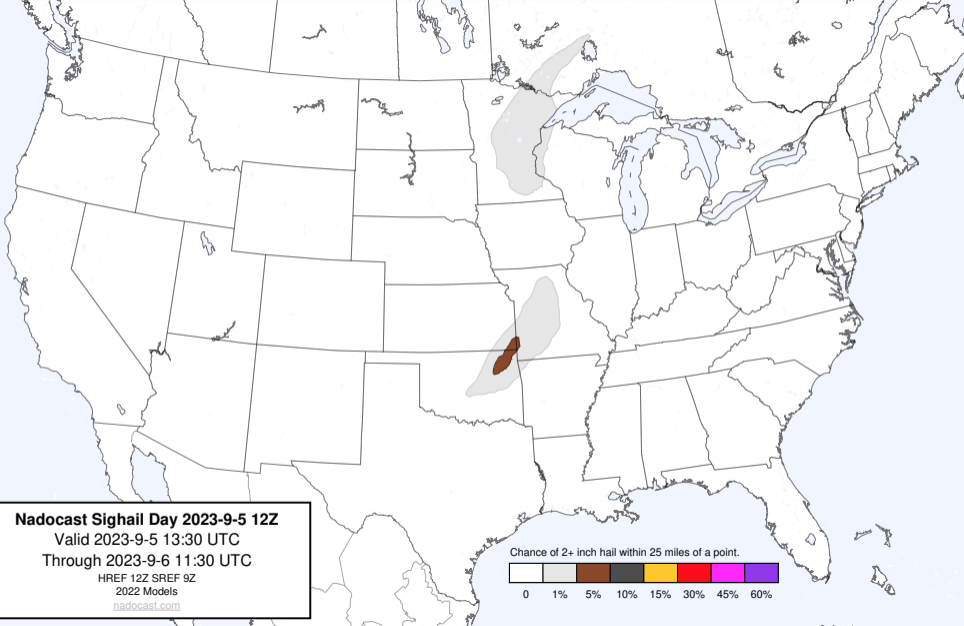 Nadocast Sighail Day 2023-9-5 12Z
Valid 2023-9-5 13:30 UTC
Through 2023-9-6 11:30 UTC
HREF 12Z SREF 9Z
2022 Models
nadocast.com
Chance of 2+ inch hail within 25 miles of a point.
0 1% 5% 10% 15% 30% 45% 60%